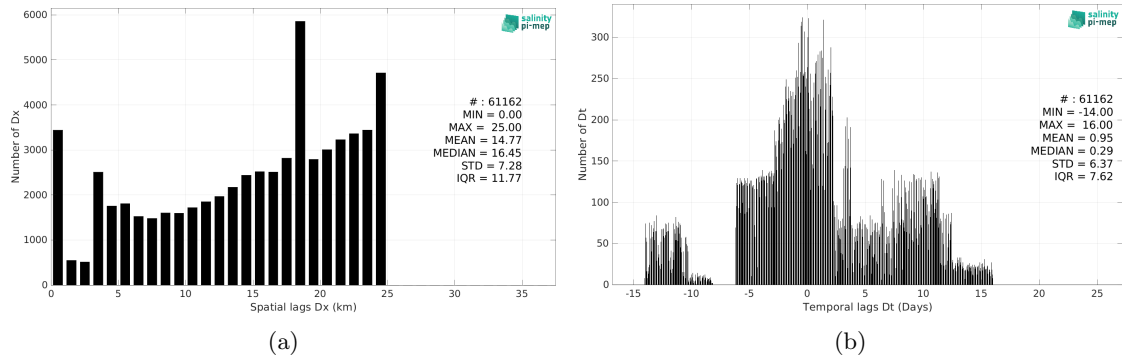 6000
5000
4000
3000
2000
1000
0
Number of Dx
0 5 10 15 20 25 30 35
Spatial lags Dx (km)
salinity
pi-mep
# : 61162
MIN = 0.00
MAX = 25.00
MEAN = 14.77
MEDIAN = 16.45
STD = 7.28
IQR = 11.77
(a)
300
250
200
150
100
50
0
Number of Dt
-15 -10 -5 0 5 10 15 20 25
Temporal lags Dt (Days)
salinity
pi-mep
# : 61162
MIN = -14.00
MAX = 16.00
MEAN = 0.95
MEDIAN = 0.29
STD = 6.37
IQR = 7.62
(b)